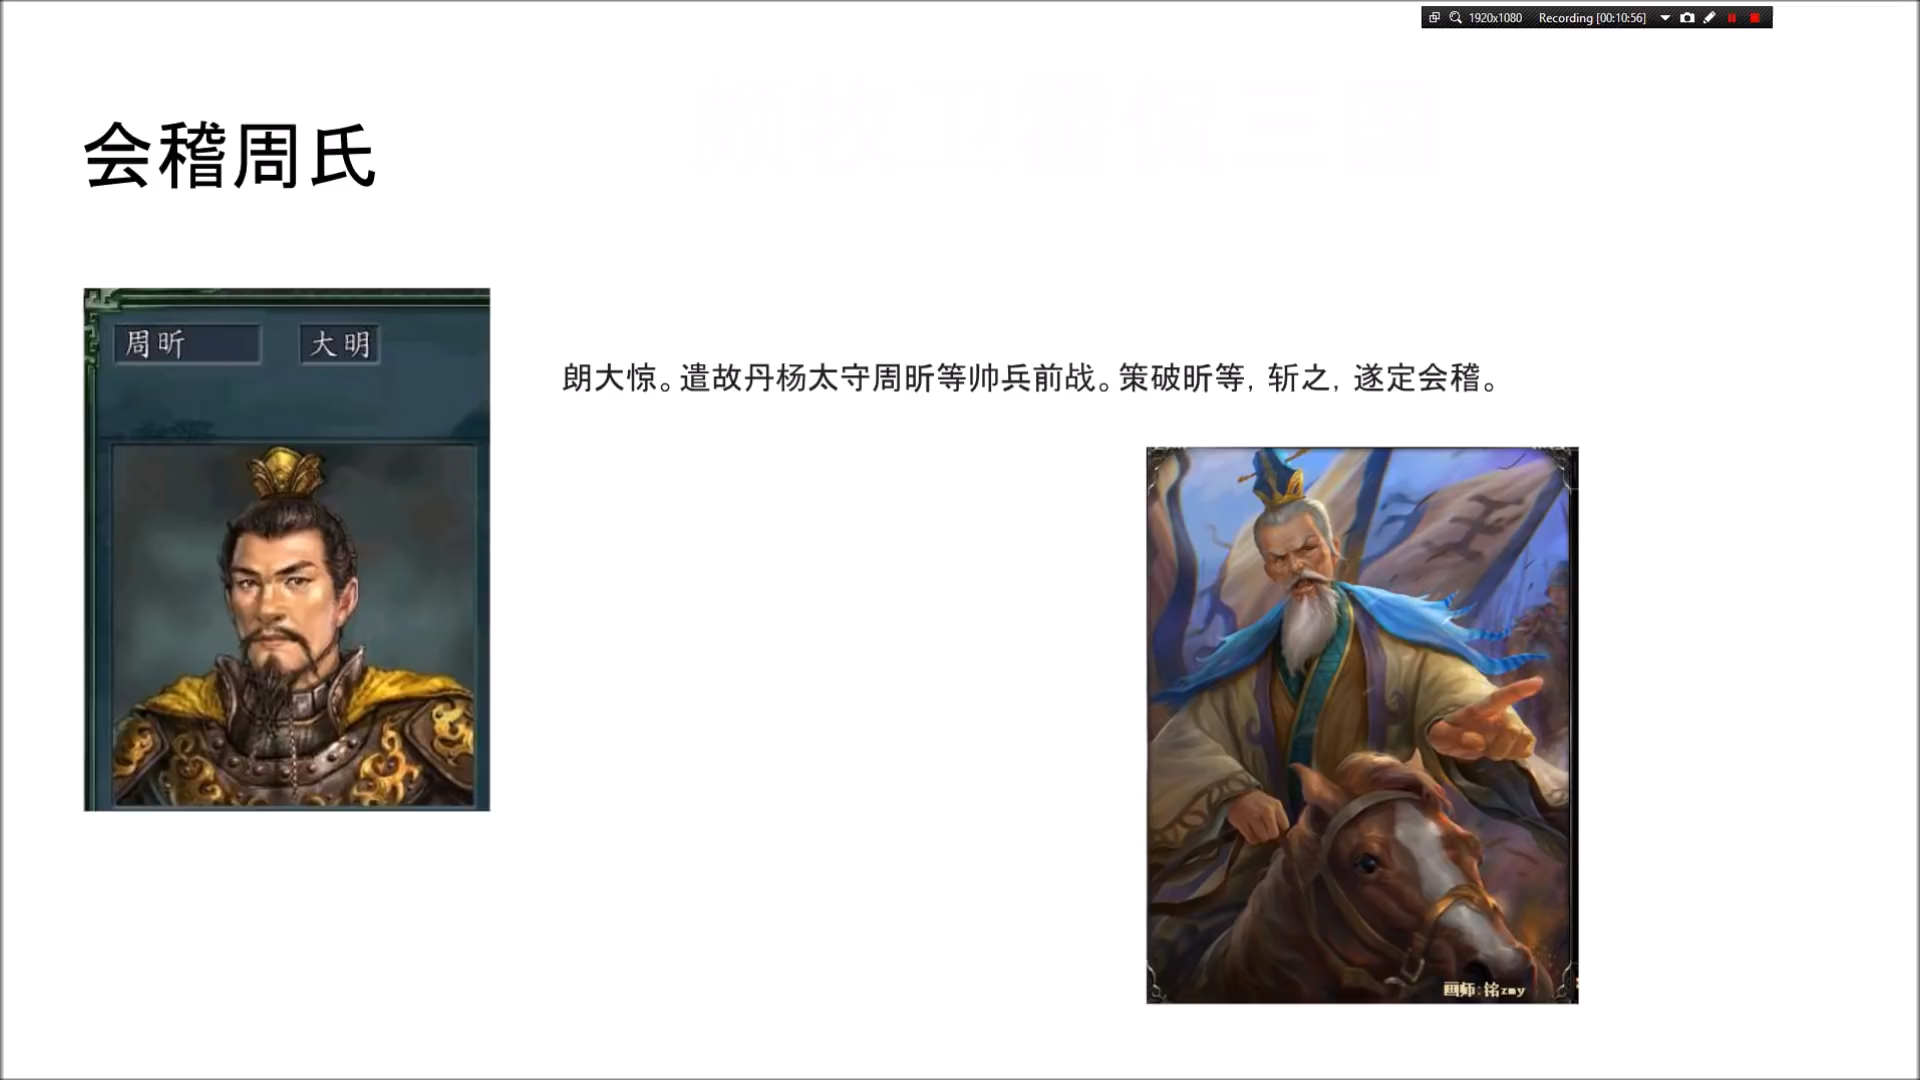 1920x1080 Recording [00:10:56]
会稽周氏
周昕 大明
朗大惊。遣故丹杨太守周昕等帅兵前战。策破昕等，斩之，遂定会稽。
画师:铭zmy